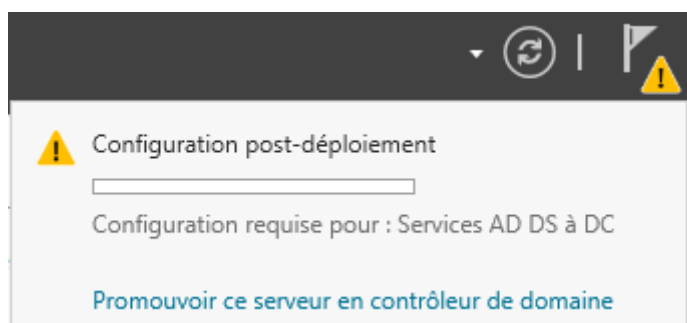 Configuration post-déploiement
Configuration requise pour : Services AD DS à DC
Promouvoir ce serveur en contrôleur de domaine